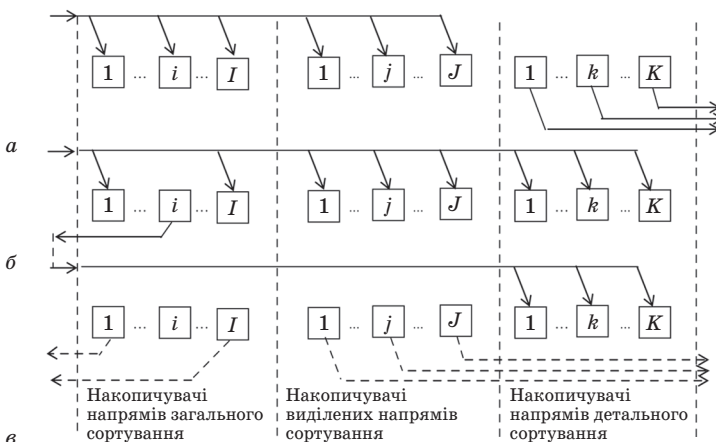 1 ... i ... I 1 ... j ... J 1 ... k ... K
а
1 ... i ... I 1 ... j ... J 1 ... k ... K
б
1 ... i ... I 1 ... j ... J 1 ... k ... K
Накопичувачі
напрямів загального
сортування
Накопичувачі
виділених напрямів
сортування
Накопичувачі
напрямів детального
сортування
в